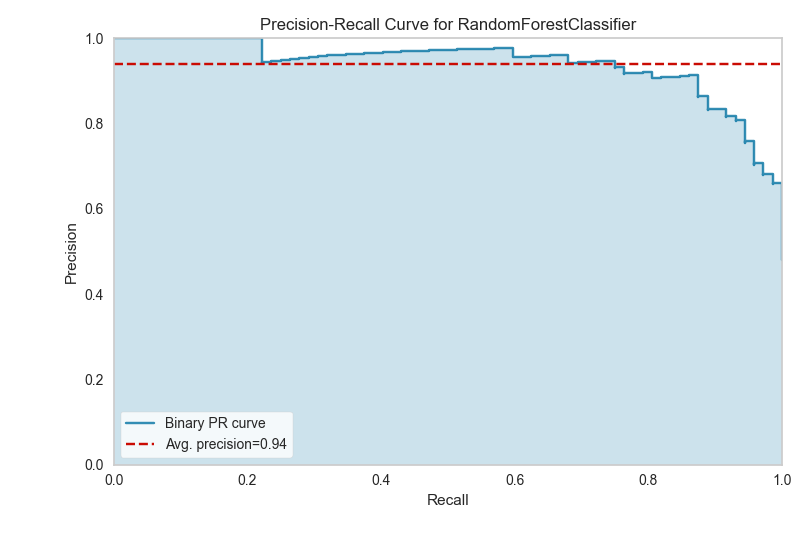 Precision-Recall Curve for RandomForestClassifier
1.0
0.8
0.6
0.4
0.2
0.0
Precision
Binary PR curve
Avg. precision=0.94
0.0 0.2 0.4 0.6 0.8 1.0
Recall